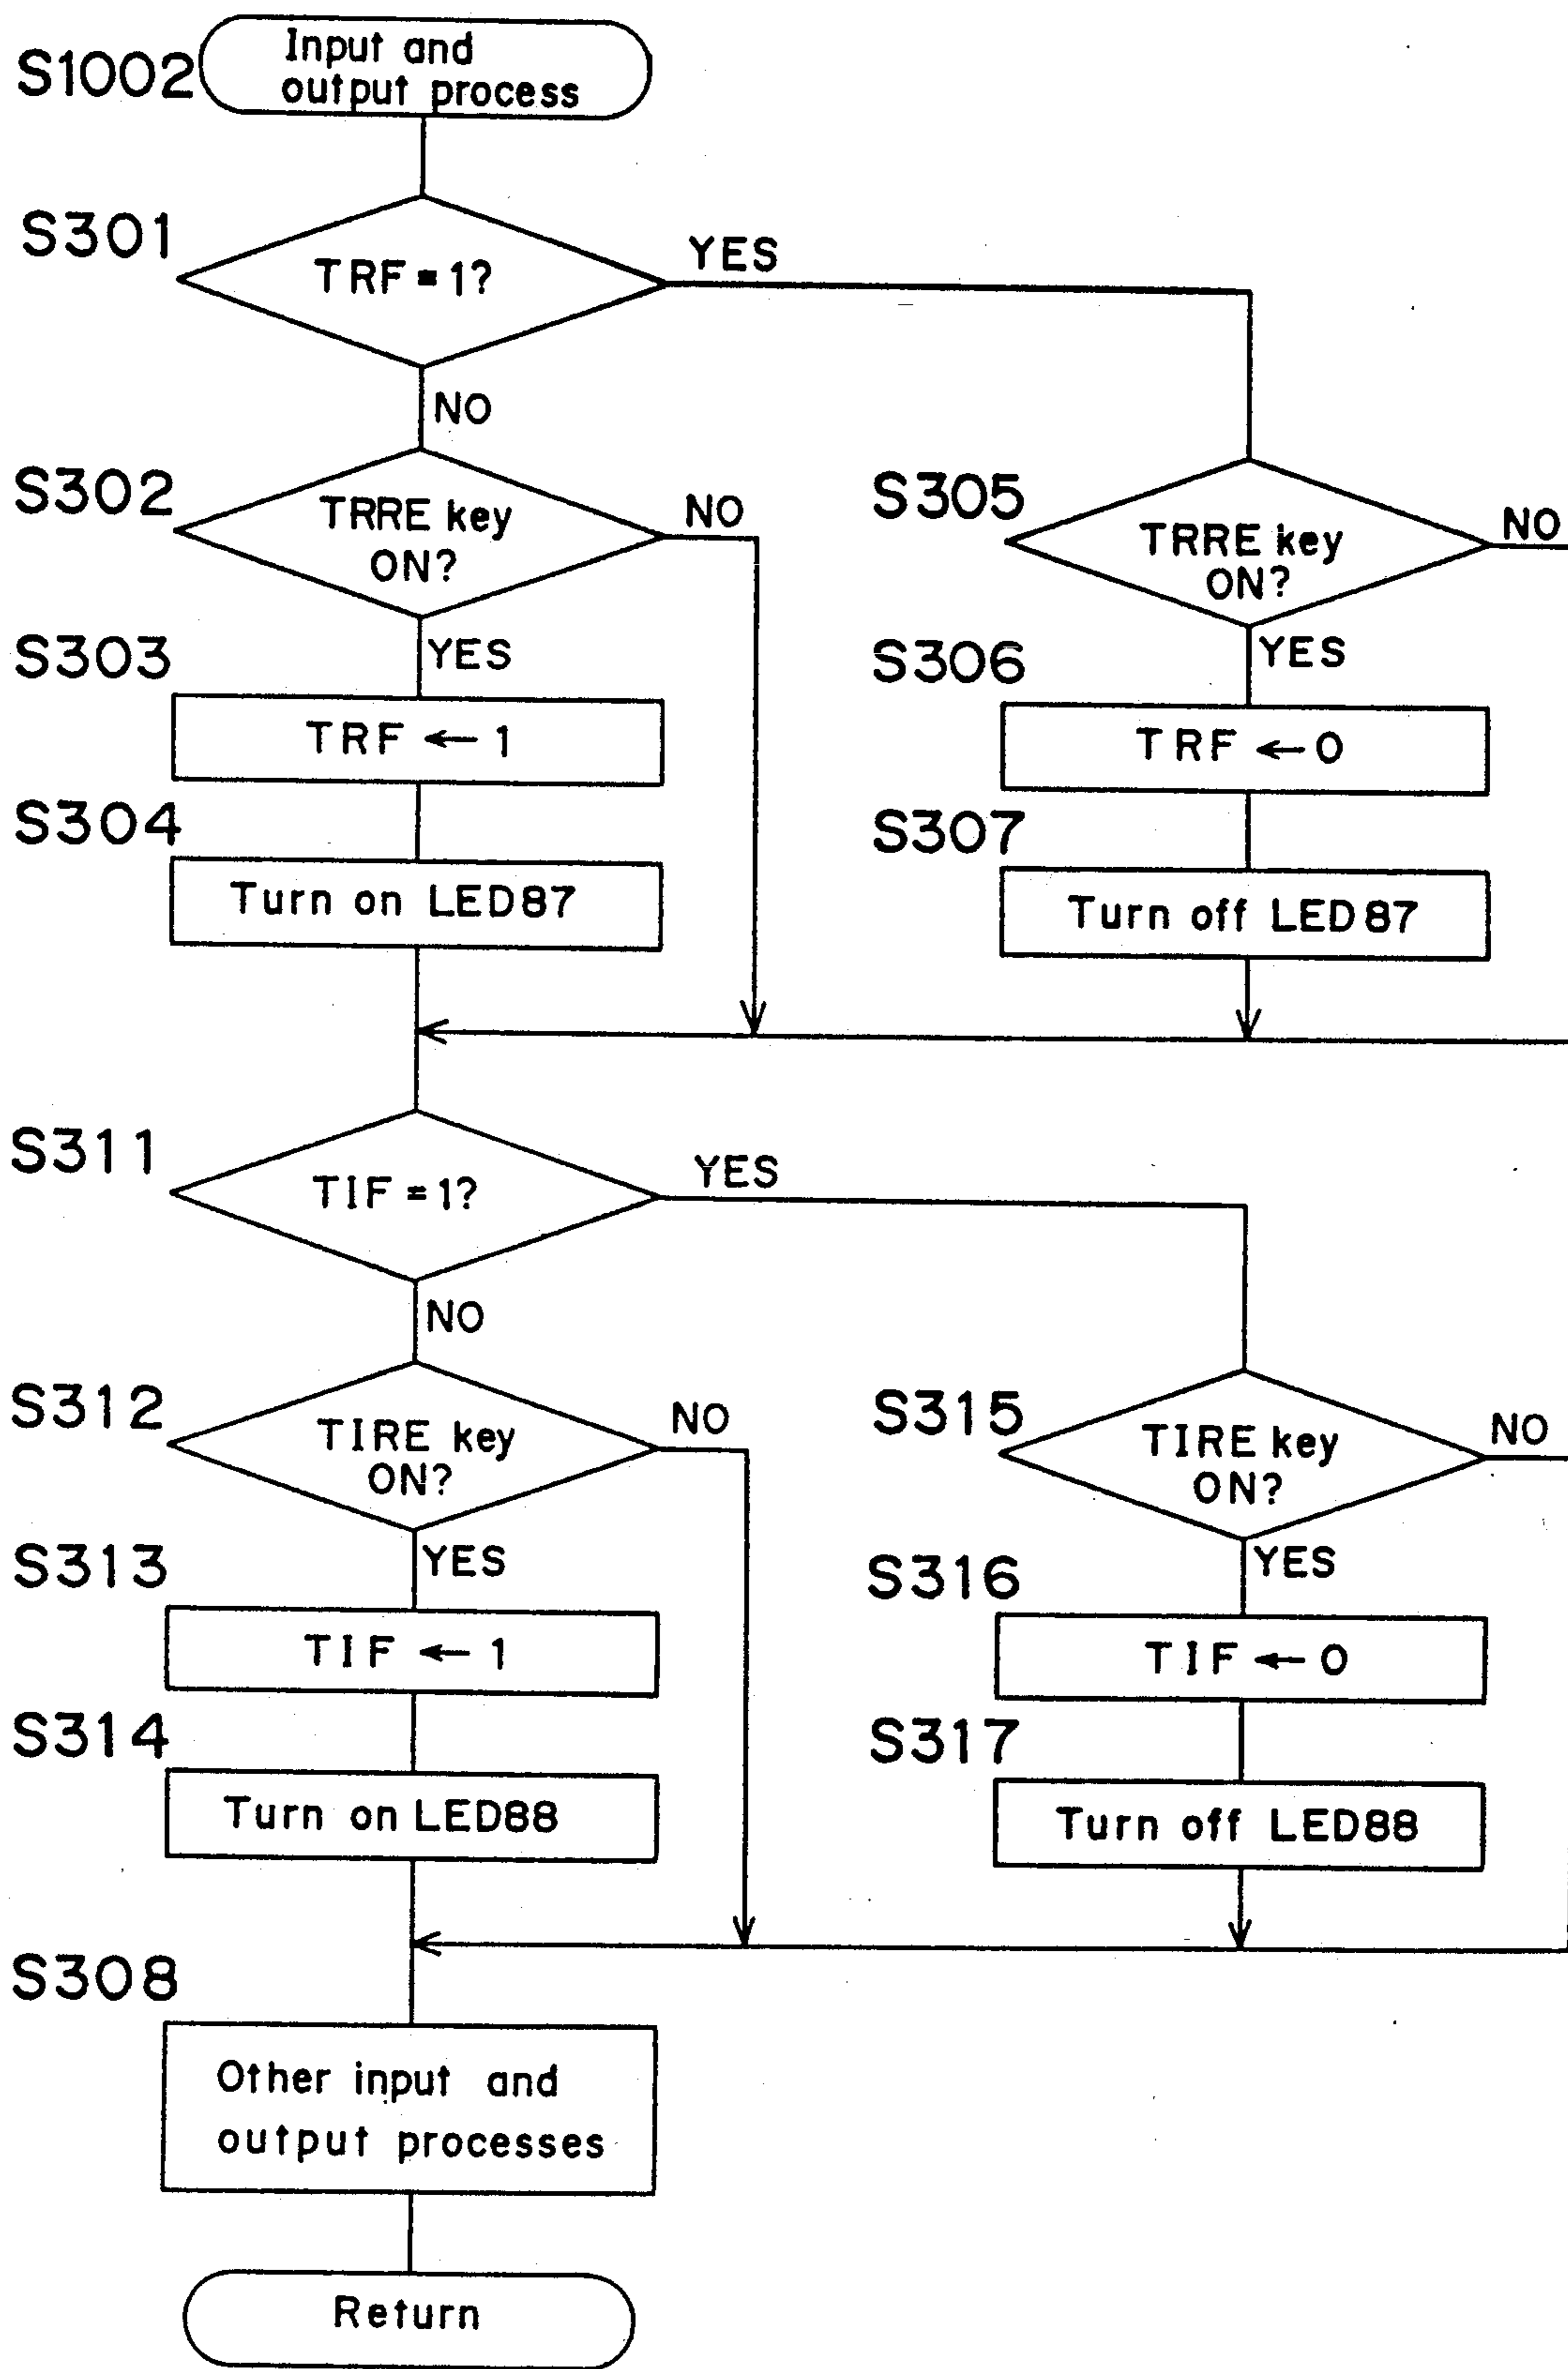 S1002
Input and
output process
S301
TRF = 1?
YES
NO
S302
TRRE key
ON?
NO
S305
TRRE key
ON?
NO
S303
YES
TRF ← 1
S306
YES
TRF ← 0
S304
Turn on LED87
S307
Turn off LED87
S311
TIF = 1?
YES
NO
S312
TIRE key
ON?
NO
S315
TIRE key
ON?
NO
S313
YES
TIF ← 1
S316
YES
TIF ← 0
S314
Turn on LED88
S317
Turn off LED88
S308
Other input and
output processes
Return